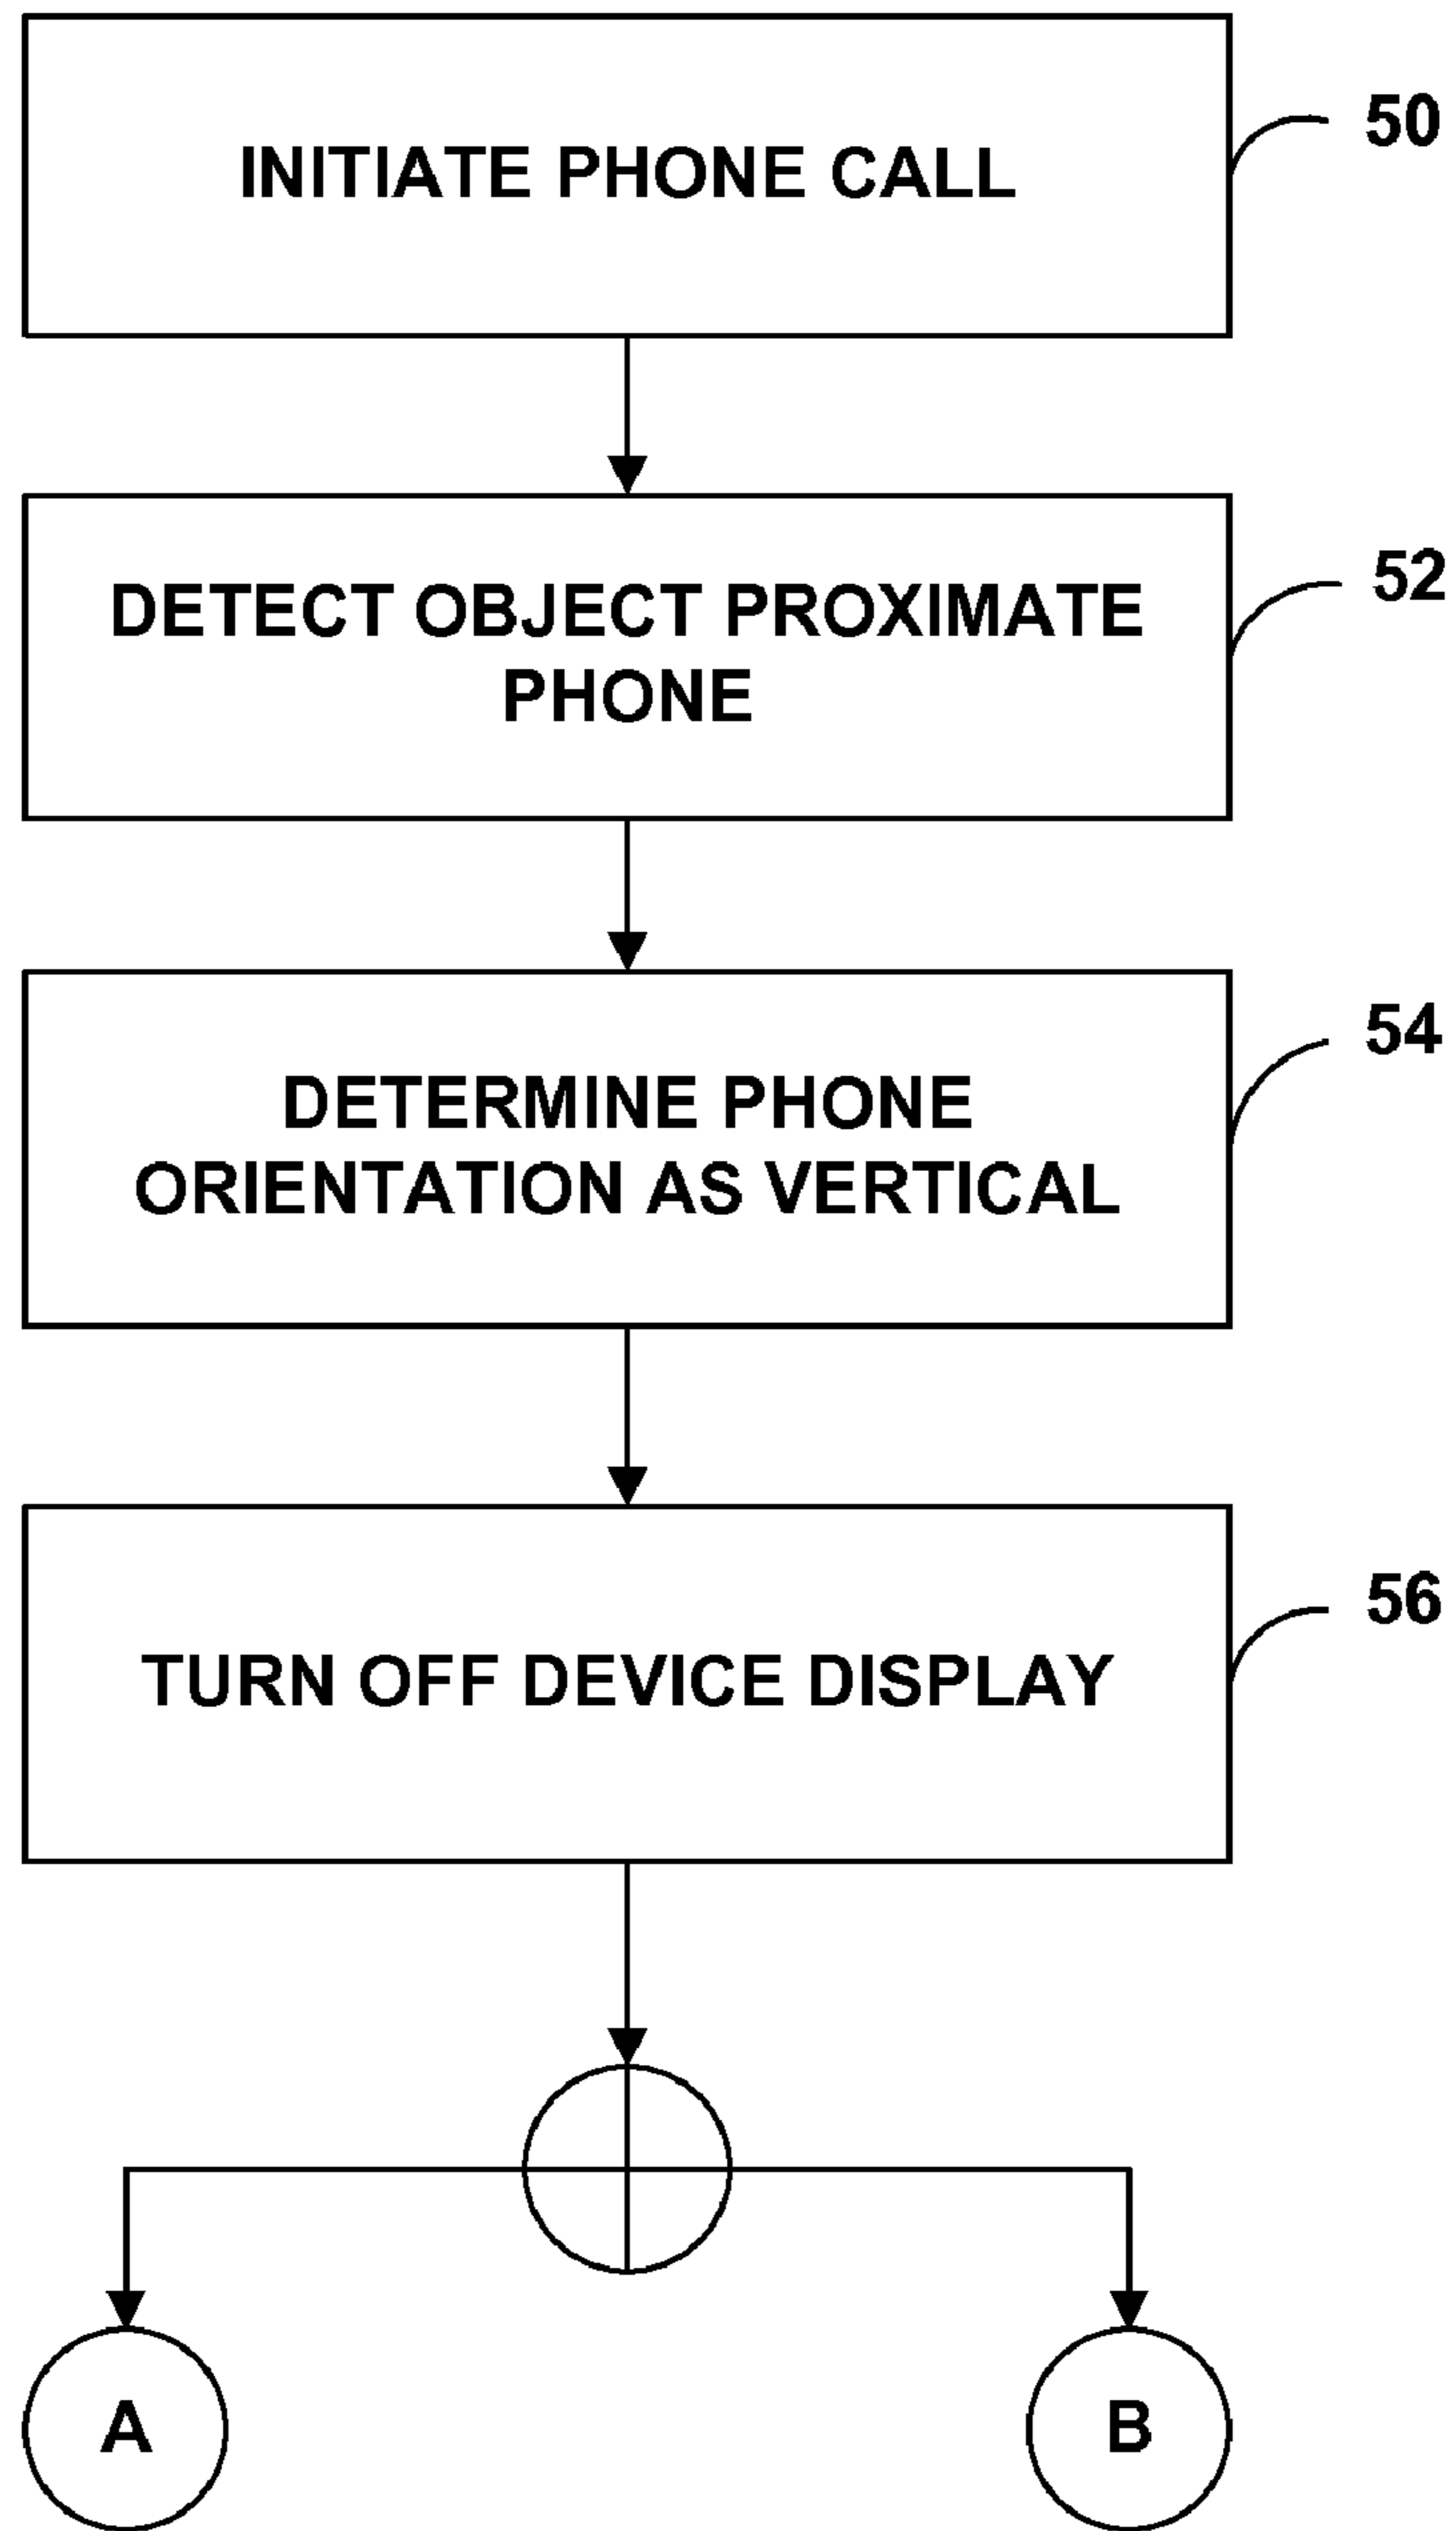 INITIATE PHONE CALL
50
DETECT OBJECT PROXIMATE
PHONE
52
DETERMINE PHONE
ORIENTATION AS VERTICAL
54
TURN OFF DEVICE DISPLAY
56
A
B